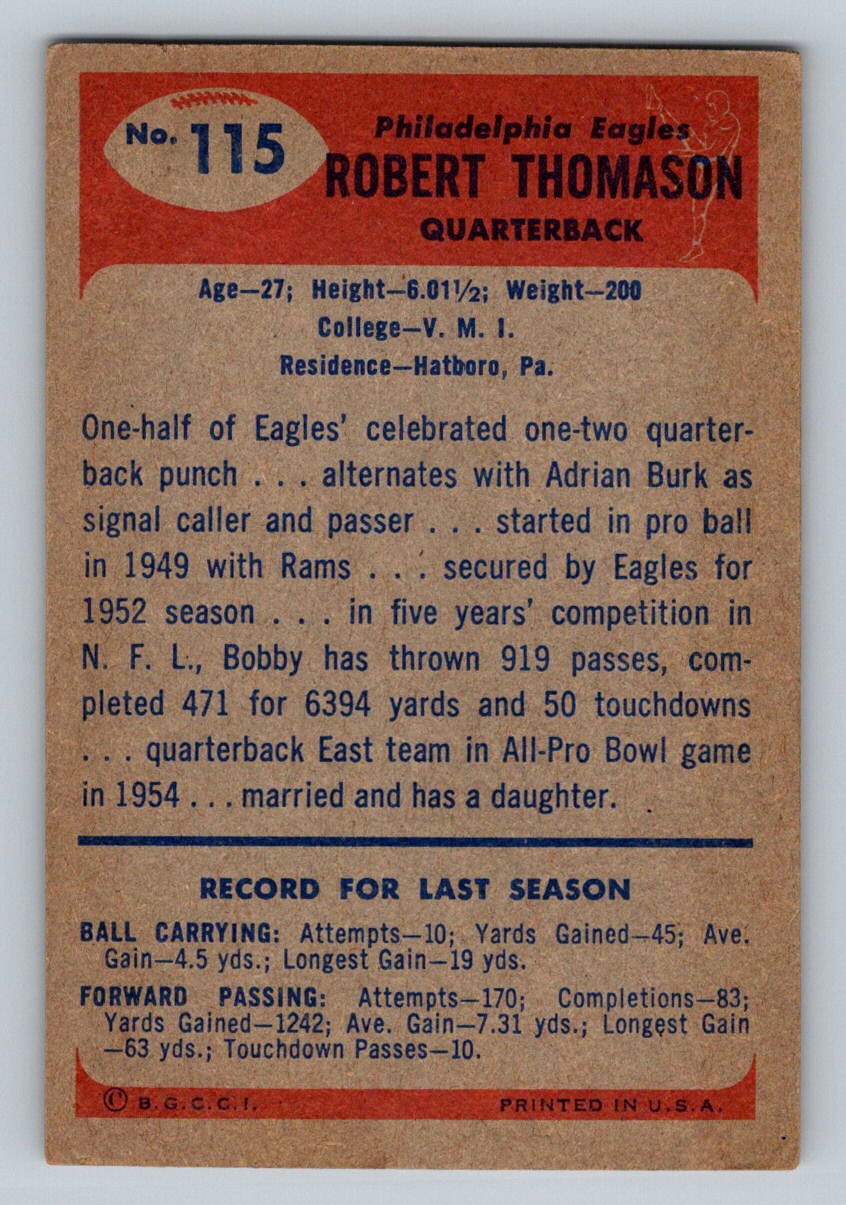 No. 115
Philadelphia Eagles
ROBERT THOMASON
QUARTERBACK
Age—27; Height—6.01½; Weight—200
College—V. M. I.
Residence—Hatboro, Pa.
One-half of Eagles' celebrated one-two quarter-
back punch . . . alternates with Adrian Burk as
signal caller and passer . . . started in pro ball
in 1949 with Rams . . . secured by Eagles for
1952 season . . . in five years' competition in
N. F. L., Bobby has thrown 919 passes, com-
pleted 471 for 6394 yards and 50 touchdowns
. . . quarterback East team in All-Pro Bowl game
in 1954 . . . married and has a daughter.
RECORD FOR LAST SEASON
BALL CARRYING: Attempts—10; Yards Gained—45; Ave.
Gain—4.5 yds.; Longest Gain—19 yds.
FORWARD PASSING: Attempts—170; Completions—83;
Yards Gained—1242; Ave. Gain—7.31 yds.; Longest Gain
—63 yds.; Touchdown Passes—10.
© B.G.C.C.I. PRINTED IN U.S.A.